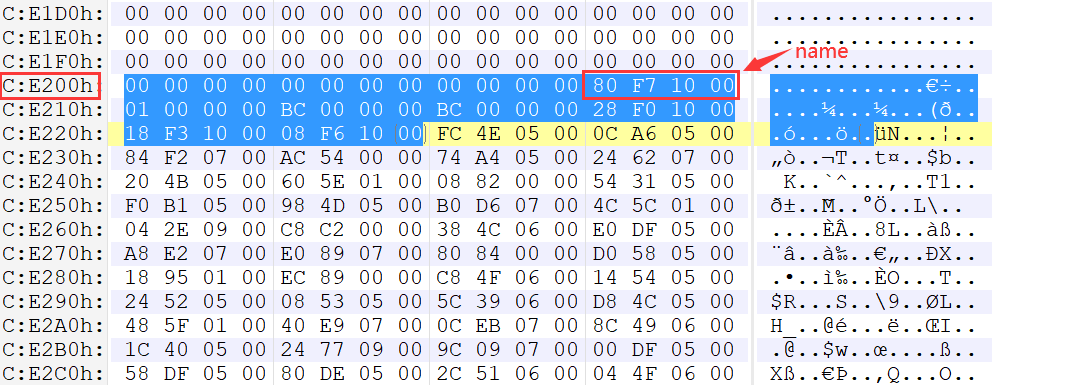 name
C:E1D0h: 00 00 00 00 00 00 00 00 00 00 00 00 00 00 00 00 ................
C:E1E0h: 00 00 00 00 00 00 00 00 00 00 00 00 00 00 00 00 ................
C:E1F0h: 00 00 00 00 00 00 00 00 00 00 00 00 00 00 00 00 ................
C:E200h: 00 00 00 00 00 00 00 00 00 00 00 00 80 F7 10 00 ............€÷..
C:E210h: 01 00 00 00 BC 00 00 00 BC 00 00 00 28 F0 10 00 ....¼...¼...(ð..
C:E220h: 18 F3 10 00 08 F6 10 00 FC 4E 05 00 0C A6 05 00 .ó...ö..üN...¦..
C:E230h: 84 F2 07 00 AC 54 00 00 74 A4 05 00 24 62 07 00 „ò..¬T..t¤..$b..
C:E240h: 20 4B 05 00 60 5E 01 00 08 82 00 00 54 31 05 00 K..`^...‚..T1..
C:E250h: F0 B1 05 00 98 4D 05 00 B0 D6 07 00 4C 5C 01 00 ð±..˜M..°Ö..L\..
C:E260h: 04 2E 09 00 C8 C2 00 00 38 4C 06 00 E0 DF 05 00 ....ÈÂ..8L..àß..
C:E270h: A8 E2 07 00 E0 89 07 00 80 84 00 00 D0 58 05 00 ¨â..à‰..€„..ÐX..
C:E280h: 18 95 01 00 EC 89 00 00 C8 4F 06 00 14 54 05 00 .•..ì‰..ÈO...T..
C:E290h: 24 52 05 00 08 53 05 00 5C 39 06 00 D8 4C 05 00 $R...S..\9..ØL..
C:E2A0h: 48 5F 01 00 40 E9 07 00 0C EB 07 00 8C 49 06 00 H_..@é...ë..ŒI..
C:E2B0h: 1C 40 05 00 24 77 09 00 9C 09 07 00 00 DF 05 00 .@..$w..œ....ß..
C:E2C0h: 58 DF 05 00 80 DE 05 00 2C 51 06 00 04 4F 06 00 Xß..€Þ..,Q...O..